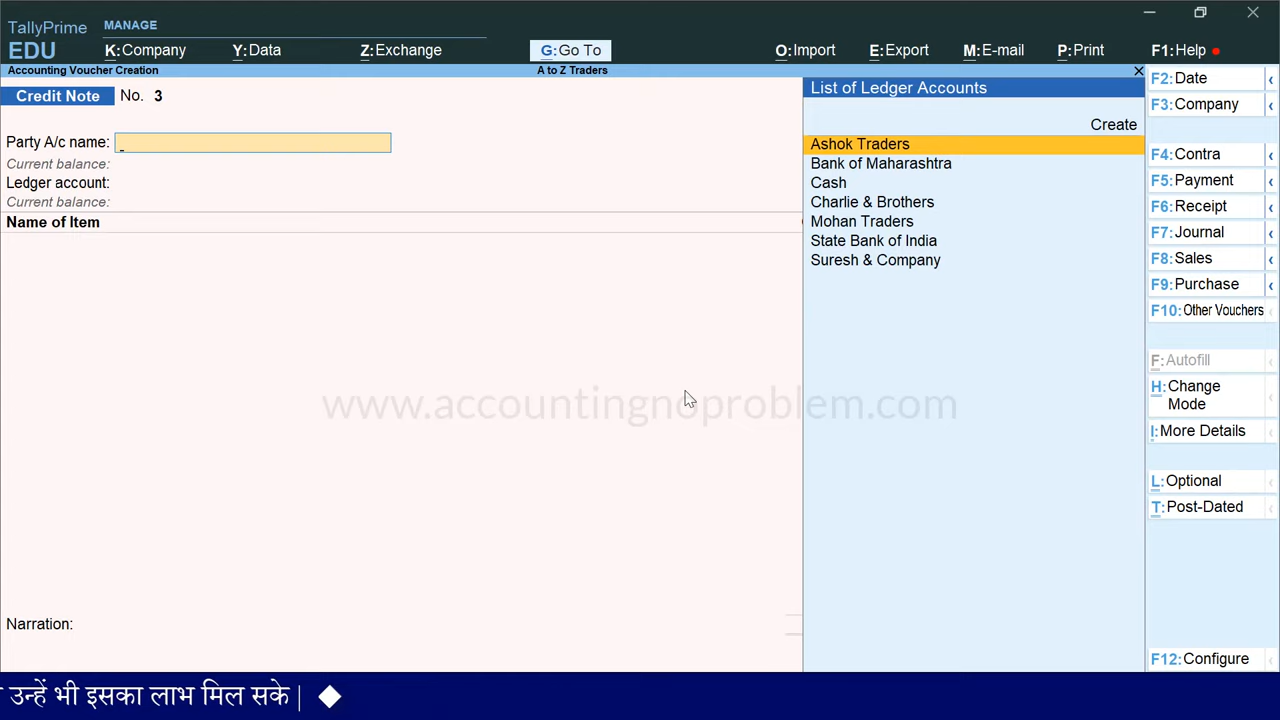 TallyPrime
EDU
MANAGE
K:Company Y:Data Z:Exchange G:Go To O:Import E:Export M:E-mail P:Print F1:Help
Accounting Voucher Creation A to Z Traders
Credit Note No. 3
Party A/c name:
Current balance:
Ledger account:
Current balance:
Name of Item
Narration:
List of Ledger Accounts
Create
Ashok Traders
Bank of Maharashtra
Cash
Charlie & Brothers
Mohan Traders
State Bank of India
Suresh & Company
F2:Date
F3:Company
F4:Contra
F5:Payment
F6:Receipt
F7:Journal
F8:Sales
F9:Purchase
F10:Other Vouchers
F:Autofill
H:Change
Mode
I:More Details
L:Optional
T:Post-Dated
F12:Configure
www.accountingnoproblem.com
उन्हें भी इसका लाभ मिल सके |